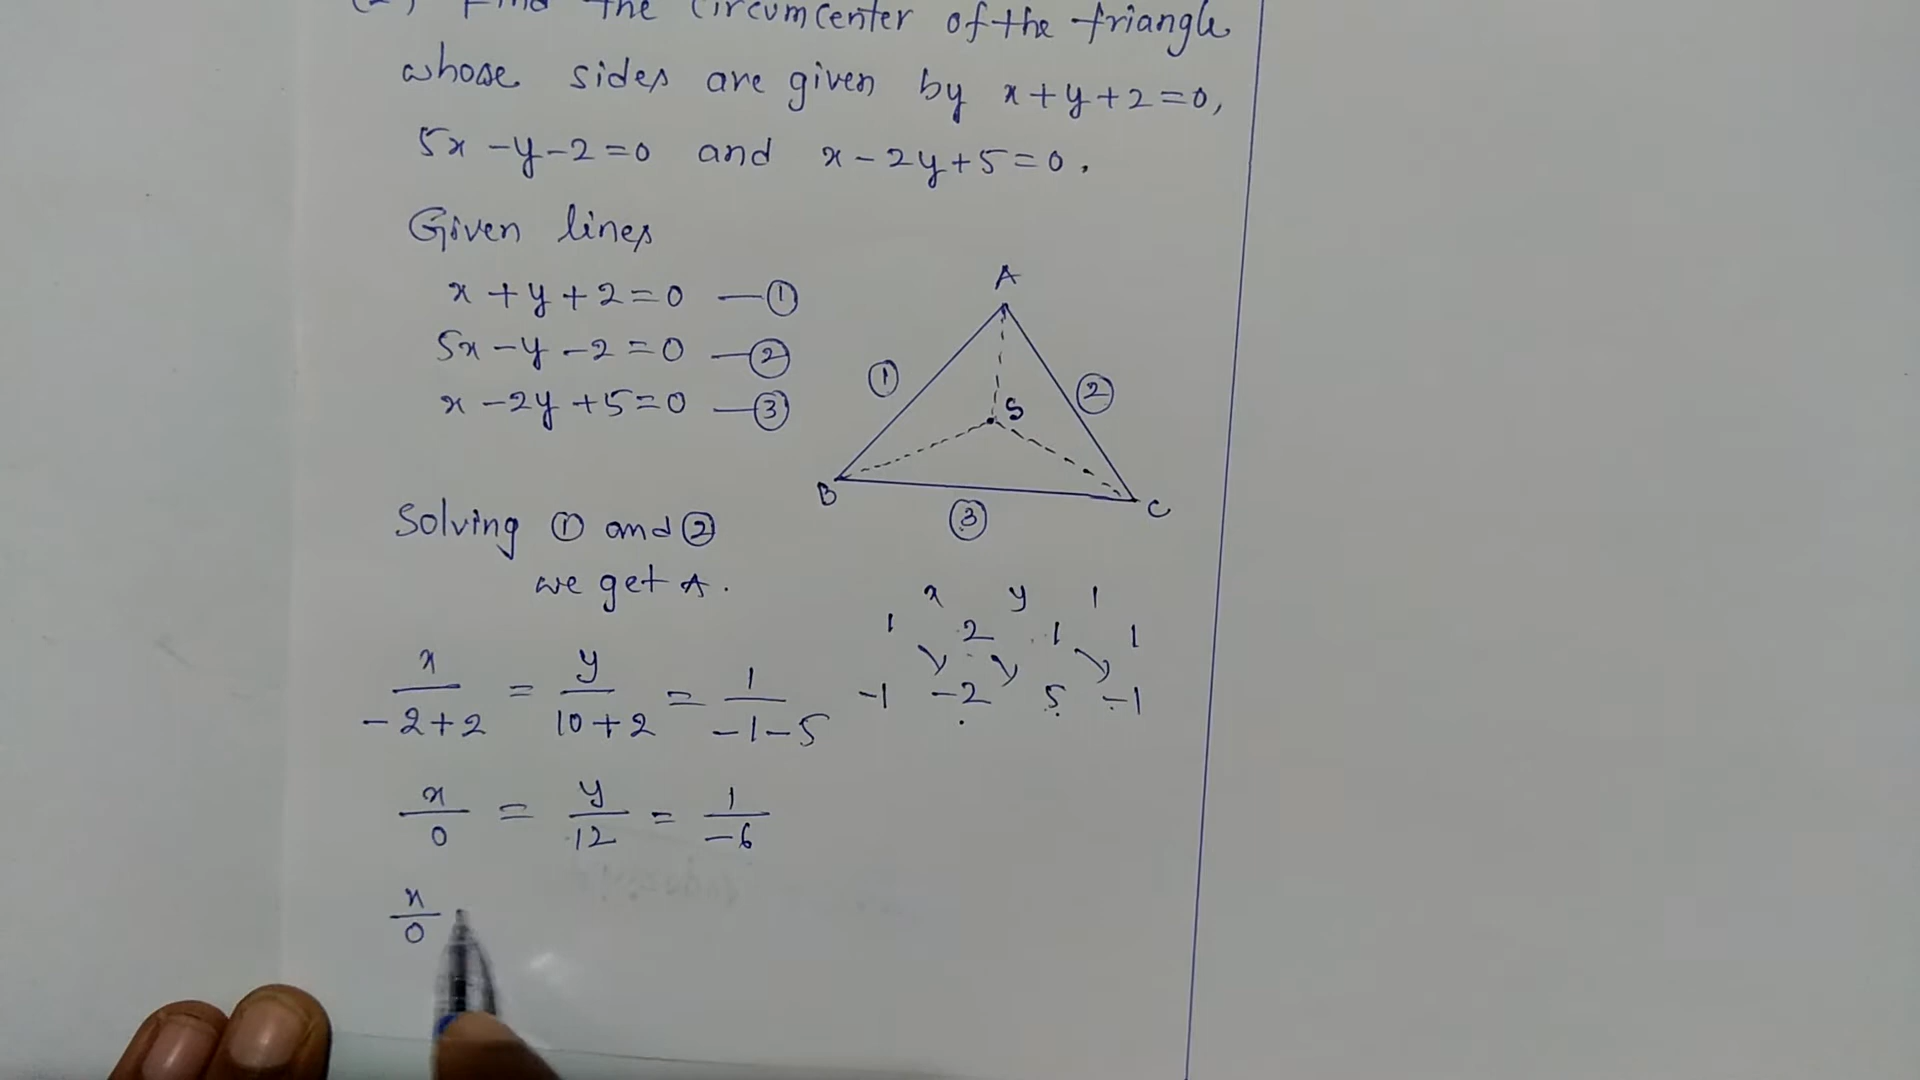 Find the Circumcenter of the triangle
whose sides are given by x+y+2=0,
5x-y-2=0 and x-2y+5=0.
Given lines
x+y+2=0 —①
5x-y-2=0 —②
x-2y+5=0 —③
A
① ②
S
B C
③
Solving ① and ②
we get A.
x y 1
1 2 1 1
-1 -2 5 -1
x/-2+2 = y/10+2 = 1/-1-5
x/0 = y/12 = 1/-6
x/0